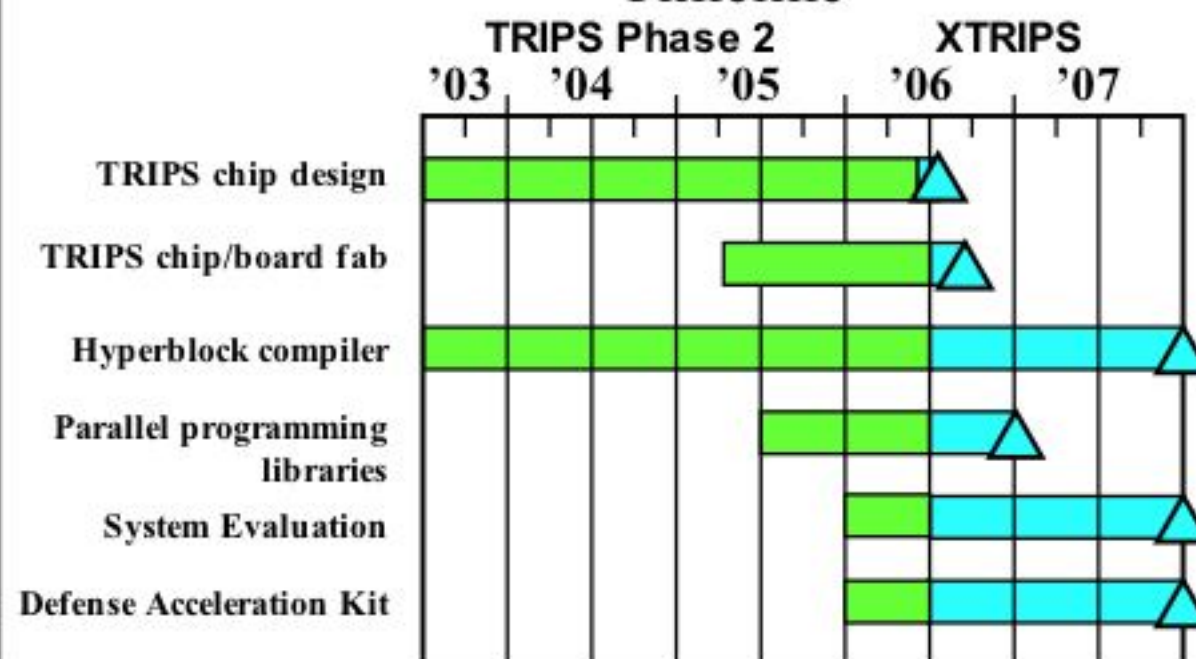 TRIPS Phase 2 XTRIPS
’03 ’04 ’05 ’06 ’07
TRIPS chip design
TRIPS chip/board fab
Hyperblock compiler
Parallel programming
libraries
System Evaluation
Defense Acceleration Kit